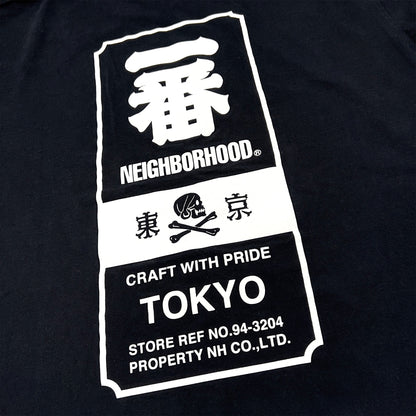 一番
NEIGHBORHOOD®
東京
CRAFT WITH PRIDE
TOKYO
STORE REF NO.94-3204
PROPERTY NH CO.,LTD.